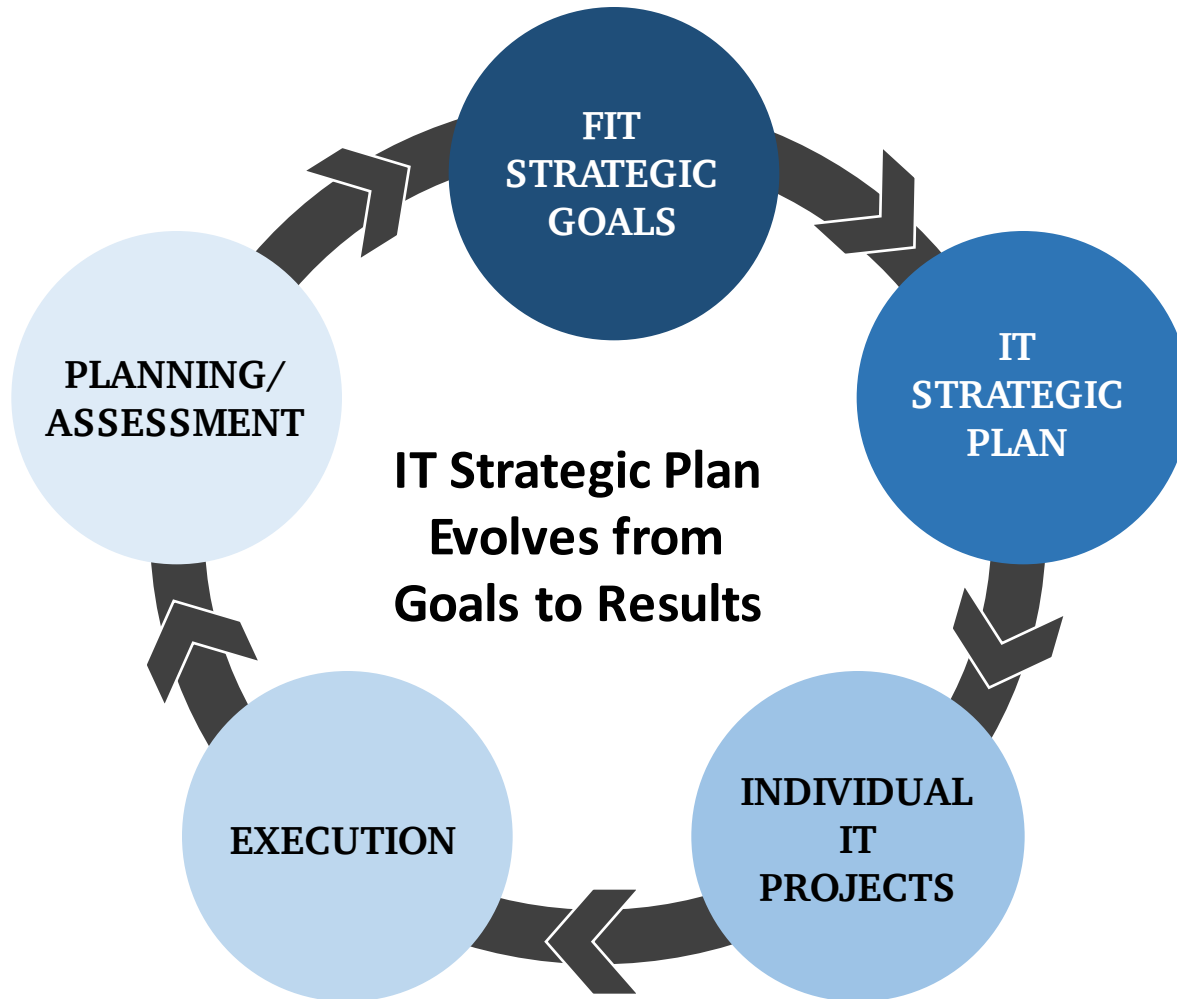 FIT
STRATEGIC
GOALS
IT
STRATEGIC
PLAN
INDIVIDUAL
IT
PROJECTS
EXECUTION
PLANNING/
ASSESSMENT
IT Strategic Plan
Evolves from
Goals to Results